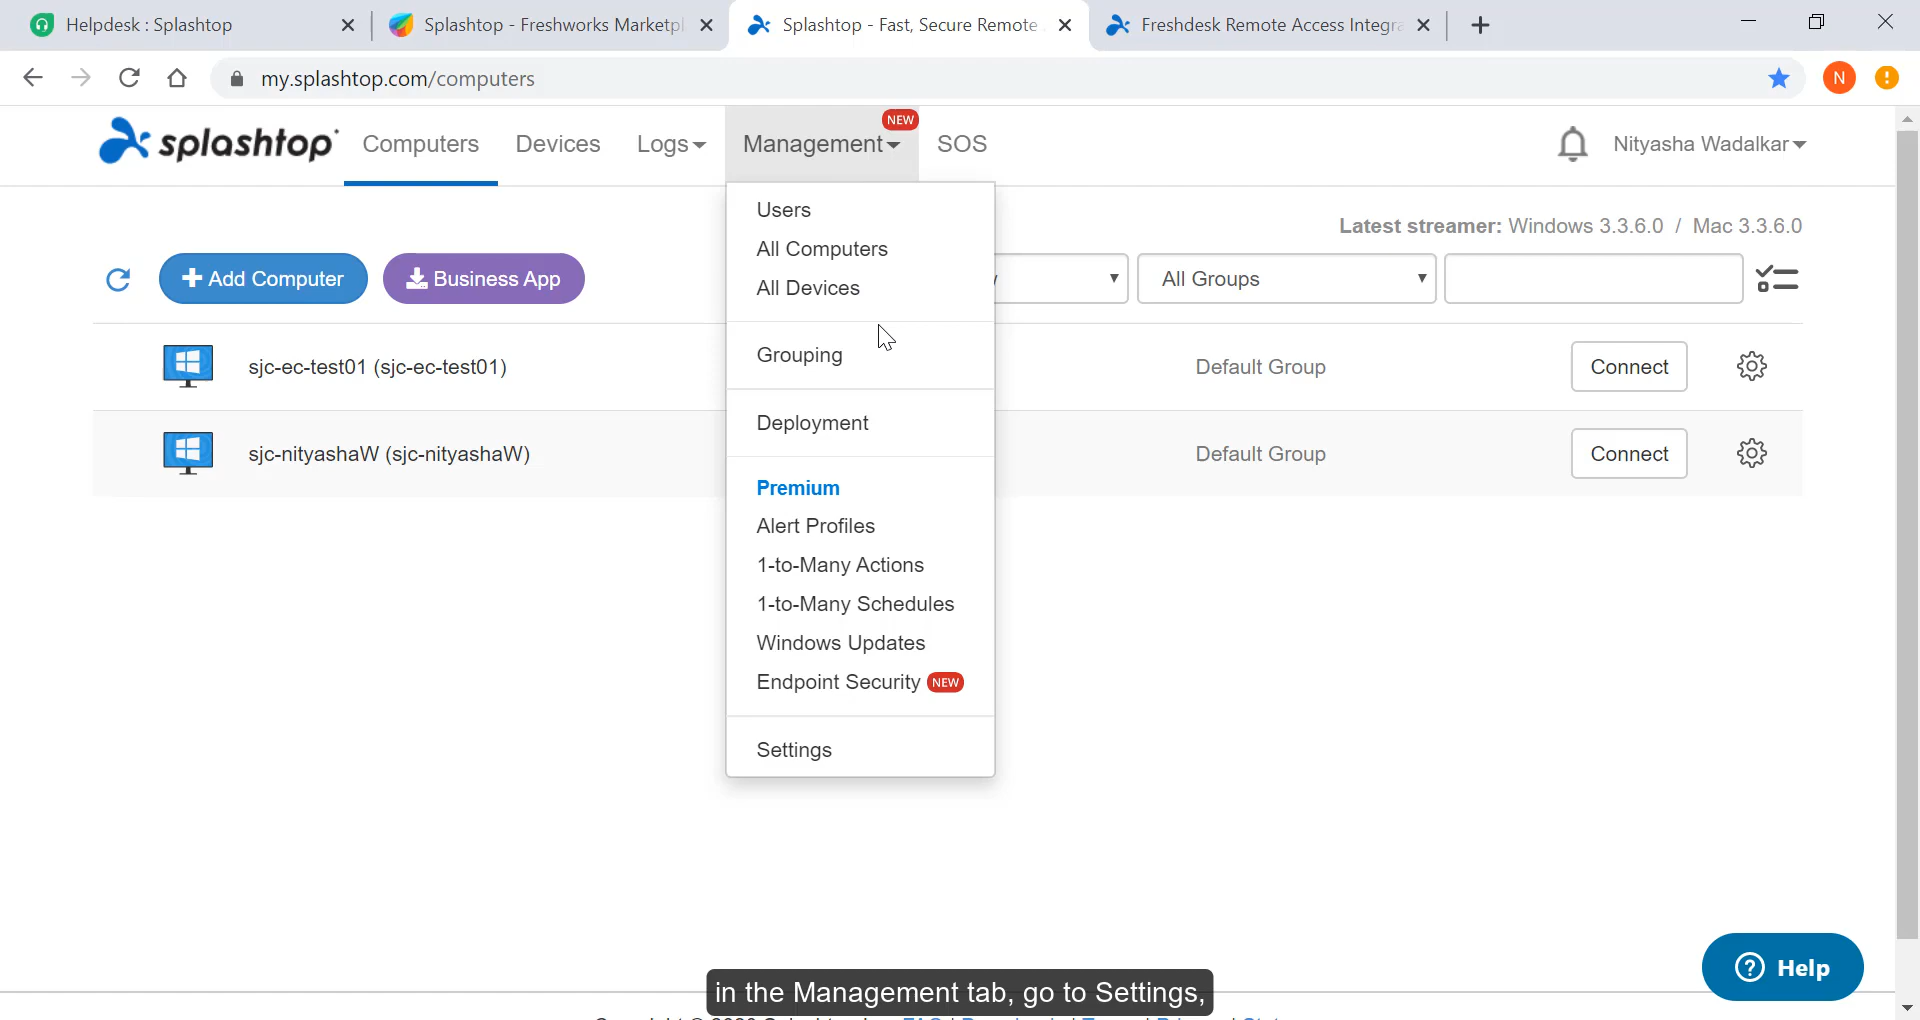 Helpdesk : Splashtop
Splashtop - Freshworks Marketpl
Splashtop - Fast, Secure Remote
Freshdesk Remote Access Integra
my.splashtop.com/computers
N
splashtop
Computers
Devices
Logs
Management
NEW
SOS
Nityasha Wadalkar
Users
All Computers
All Devices
Grouping
Deployment
Premium
Alert Profiles
1-to-Many Actions
1-to-Many Schedules
Windows Updates
Endpoint Security NEW
Settings
Latest streamer: Windows 3.3.6.0 / Mac 3.3.6.0
Add Computer
Business App
All Groups
sjc-ec-test01 (sjc-ec-test01)
Default Group
Connect
sjc-nityashaW (sjc-nityashaW)
Default Group
Connect
Help
in the Management tab, go to Settings,